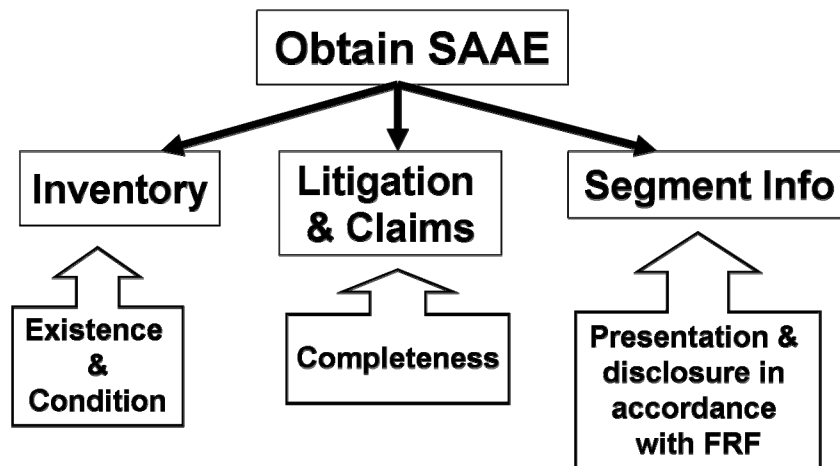 Obtain SAAE
Inventory
Litigation
& Claims
Segment Info
Existence
&
Condition
Completeness
Presentation &
disclosure in
accordance
with FRF